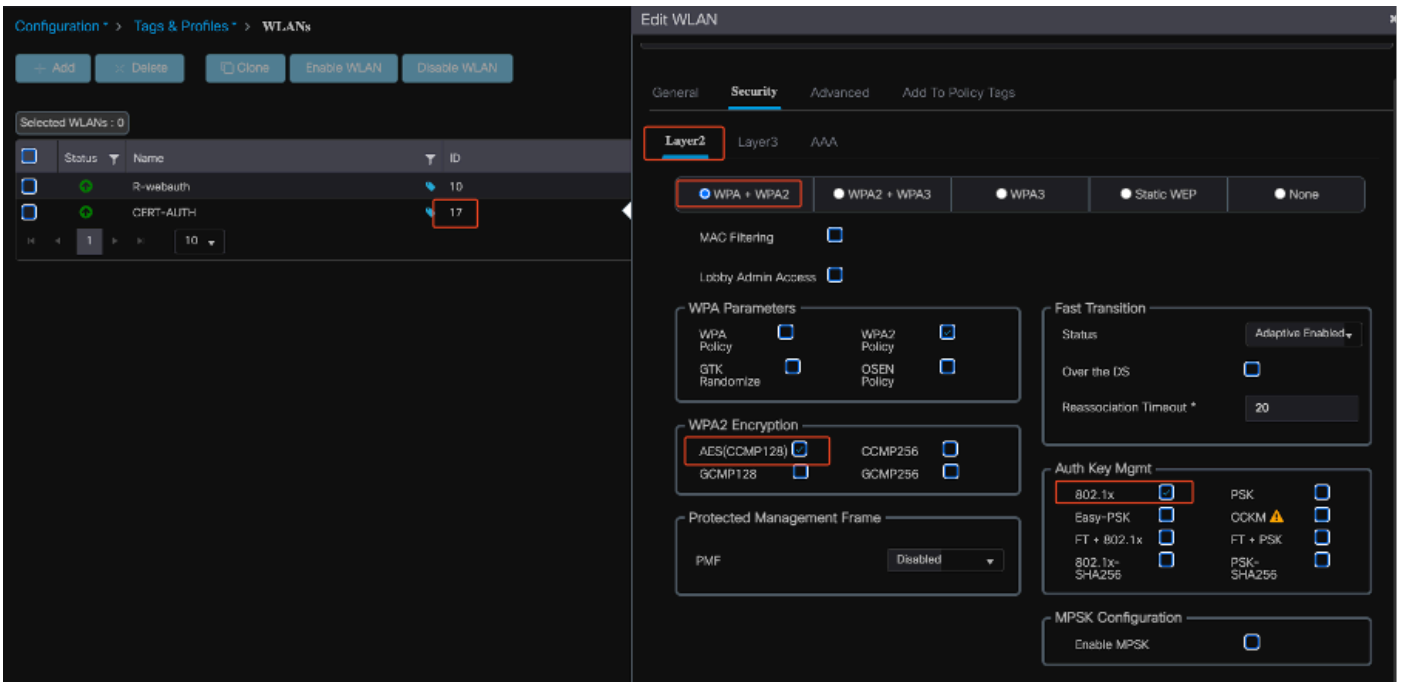 Configuration > Tags & Profiles > WLANs
+ Add × Delete Clone Enable WLAN Disable WLAN
Selected WLANs : 0
Status Name ID
R-webauth 10
CERT-AUTH 17
1 10
Edit WLAN ×
General Security Advanced Add To Policy Tags
Layer2 Layer3 AAA
WPA + WPA2 WPA2 + WPA3 WPA3 Static WEP None
MAC Filtering
Lobby Admin Access
WPA Parameters
WPA Policy WPA2 Policy
GTK Randomize OSEN Policy
WPA2 Encryption
AES(CCMP128) CCMP256
GCMP128 GCMP256
Protected Management Frame
PMF Disabled
Fast Transition
Status Adaptive Enabled
Over the DS
Reassociation Timeout * 20
Auth Key Mgmt
802.1x PSK
Easy-PSK CCKM
FT + 802.1x FT + PSK
802.1x-SHA256 PSK-SHA256
MPSK Configuration
Enable MPSK